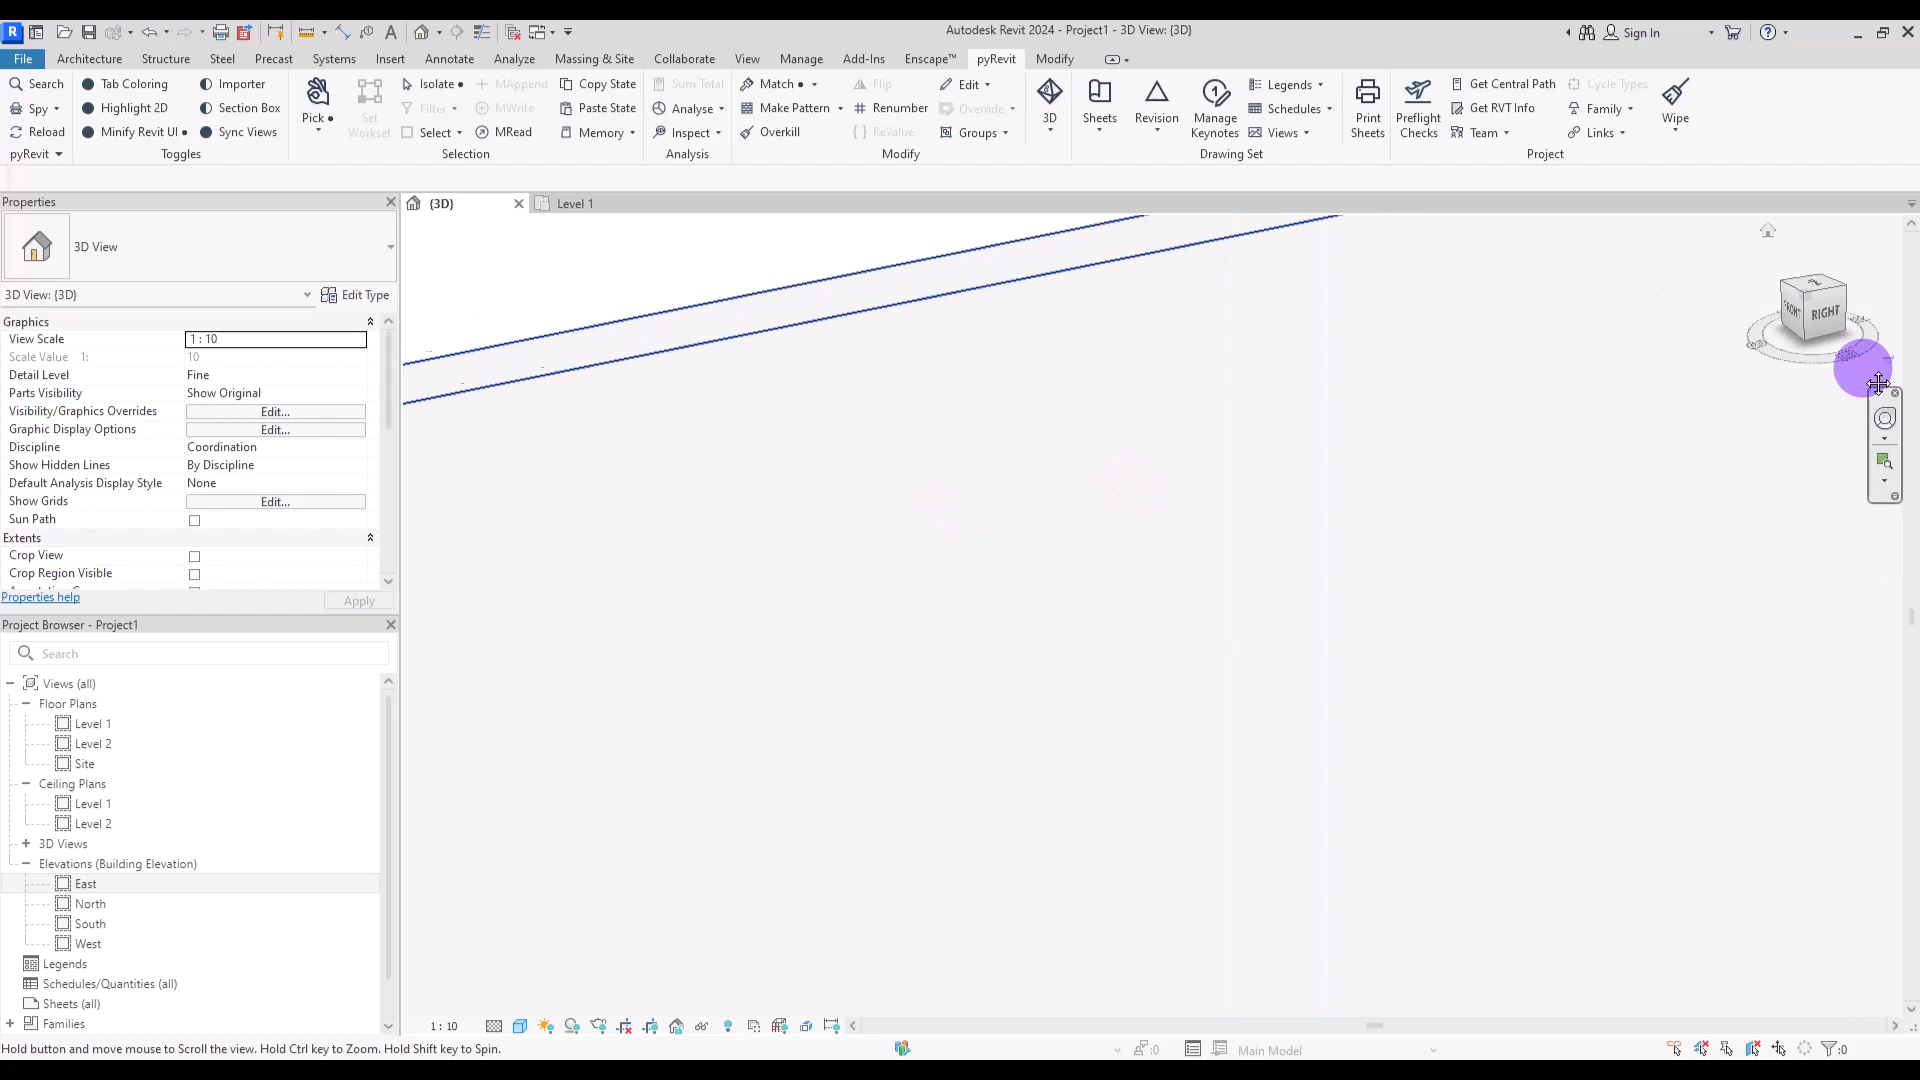 R
A
Autodesk Revit 2024 - Project1 - 3D View: {3D}
Sign In
File Architecture Structure Steel Precast Systems Insert Annotate Analyze Massing & Site Collaborate View Manage Add-Ins Enscape™ pyRevit Modify
Search Tab Coloring Importer Isolate MAppend Copy State Sum Total Match Flip Edit Legends Get Central Path Cycle Types
Spy Highlight 2D Section Box Filter MWrite Paste State Analyse Make Pattern Renumber Override Schedules Get RVT Info Family
Pick Set Workset 3D Sheets Revision Manage Keynotes Print Sheets Preflight Checks Wipe
Reload Minify Revit UI Sync Views Select MRead Memory Inspect Overkill ReValue Groups Views Team Links
pyRevit Toggles Selection Analysis Modify Drawing Set Project
Properties
{3D}
Level 1
3D View
3D View: {3D}
Edit Type
Graphics
View Scale 1 : 10
Scale Value 1: 10
Detail Level Fine
Parts Visibility Show Original
Visibility/Graphics Overrides Edit...
Graphic Display Options Edit...
Discipline Coordination
Show Hidden Lines By Discipline
Default Analysis Display Style None
Show Grids Edit...
Sun Path
Extents
Crop View
Crop Region Visible
Properties help
Apply
FRONT
RIGHT
Project Browser - Project1
Search
Views (all)
Floor Plans
Level 1
Level 2
Site
Ceiling Plans
Level 1
Level 2
3D Views
Elevations (Building Elevation)
East
North
South
West
Legends
Schedules/Quantities (all)
Sheets (all)
Families
1 : 10
Hold button and move mouse to Scroll the view. Hold Ctrl key to Zoom. Hold Shift key to Spin.
:0
Main Model
:0